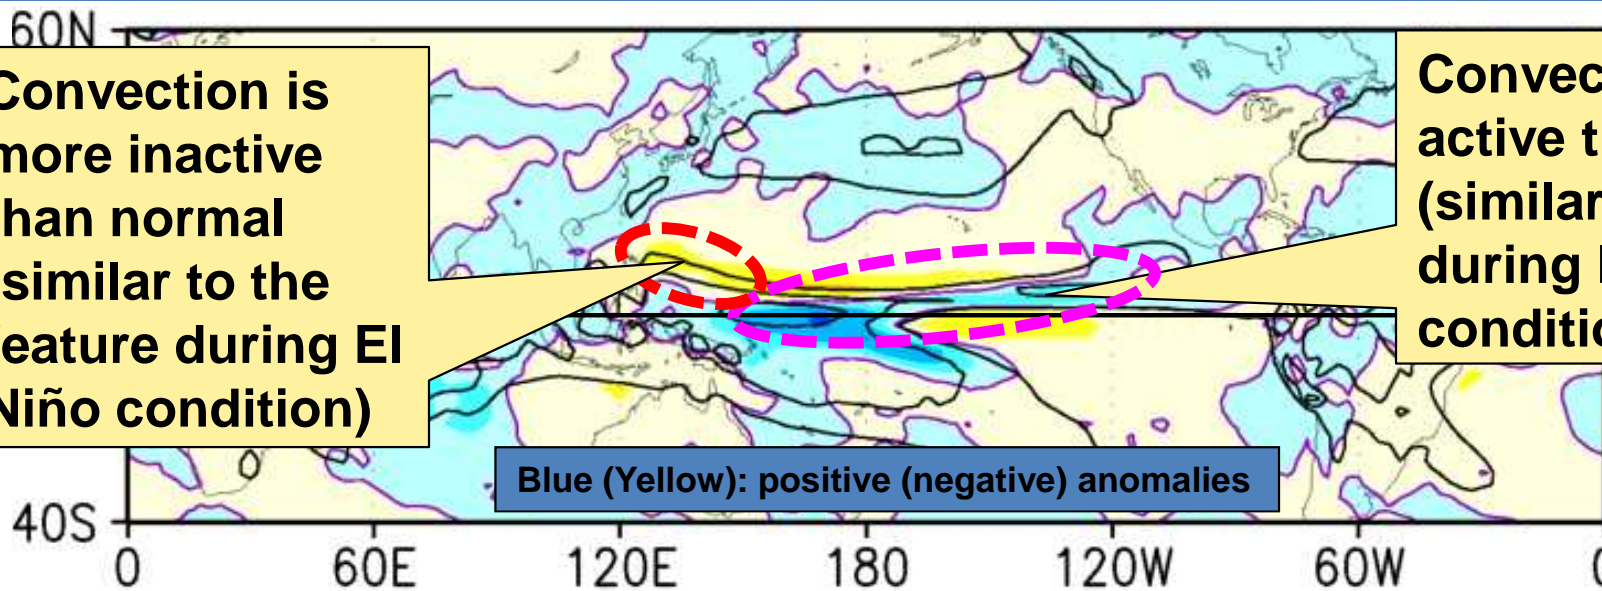 60N
Convection is
more inactive
than normal
similar to the
feature during El
Niño condition)
Convec
active t
(similar
during
conditio
Blue (Yellow): positive (negative) anomalies
40S
0 60E 120E 180 120W 60W 0